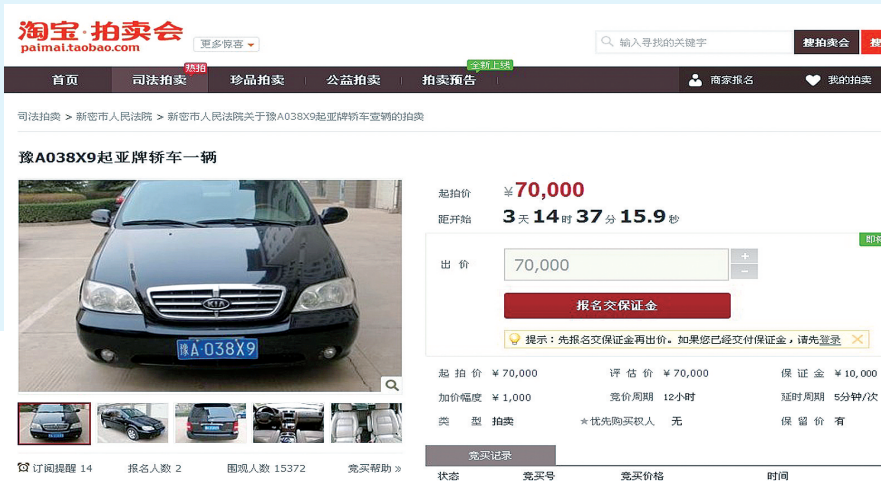 淘宝·拍卖会
paimai.taobao.com
更多惊喜
输入寻找的关键字
搜拍卖会
搜
首页
司法拍卖
热拍
珍品拍卖
公益拍卖
拍卖预告
全新上线
商家报名
我的拍卖
司法拍卖 > 新密市人民法院 > 新密市人民法院关于豫A038X9起亚牌轿车壹辆的拍卖
豫A038X9起亚牌轿车一辆
KIA
豫A·038X9
起拍价 ¥70,000
距开始 3 天 14 时 37 分 15.9 秒
即将
出 价 70,000
报名交保证金
提示：先报名交保证金再出价。如果您已经交付保证金，请先登录
起 拍 价 ¥ 70,000 评 估 价 ¥ 70,000 保 证 金 ¥ 10,000
加价幅度 ¥ 1,000 竞价周期 12小时 延时周期 5分钟/次
类 型 拍卖 优先购买权人 无 保 留 价 有
订阅提醒 14 报名人数 2 围观人数 15372 竞买帮助 »
竞买记录
状态 竞买号 竞买价格 时间